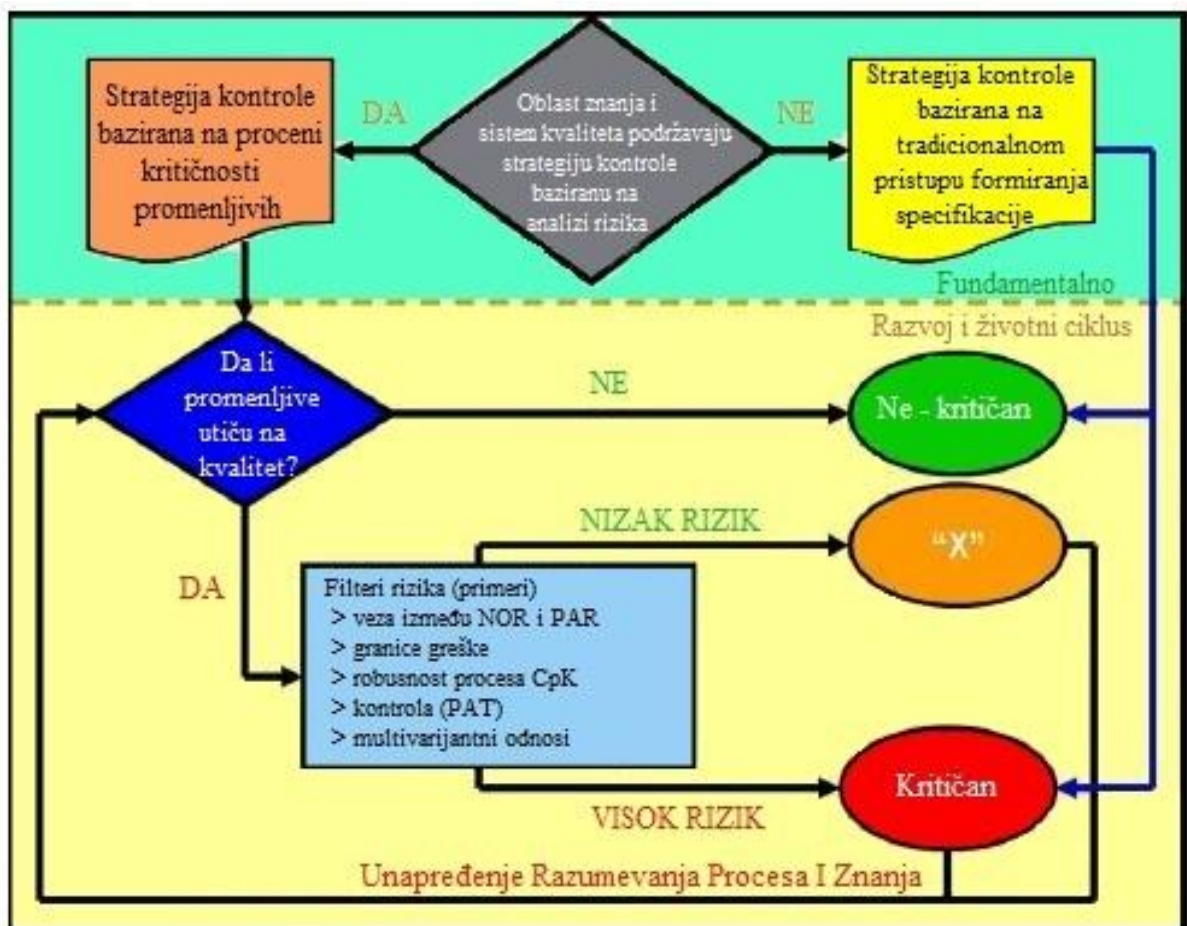 Strategija kontrole
bazirana na proceni
kritičnosti
promenljivih
DA
Oblast znanja i
sistem kvaliteta podržavaju
strategiju kontrole
baziranu na
analizi rizika
NE
Strategija kontrole
bazirana na
tradicionalnom
pristupu formiranja
specifikacije
Fundamentalno
Razvoj i životni ciklus
Da li
promenljive
utiču na
kvalitet?
NE
Ne - kritičan
NIZAK RIZIK
“X”
DA
Filteri rizika (primeri)
> veza između NOR i PAR
> granice greške
> robusnost procesa CpK
> kontrola (PAT)
> multivarijantni odnosi
Kritičan
VISOK RIZIK
Unapređenje Razumevanja Procesa I Znanja